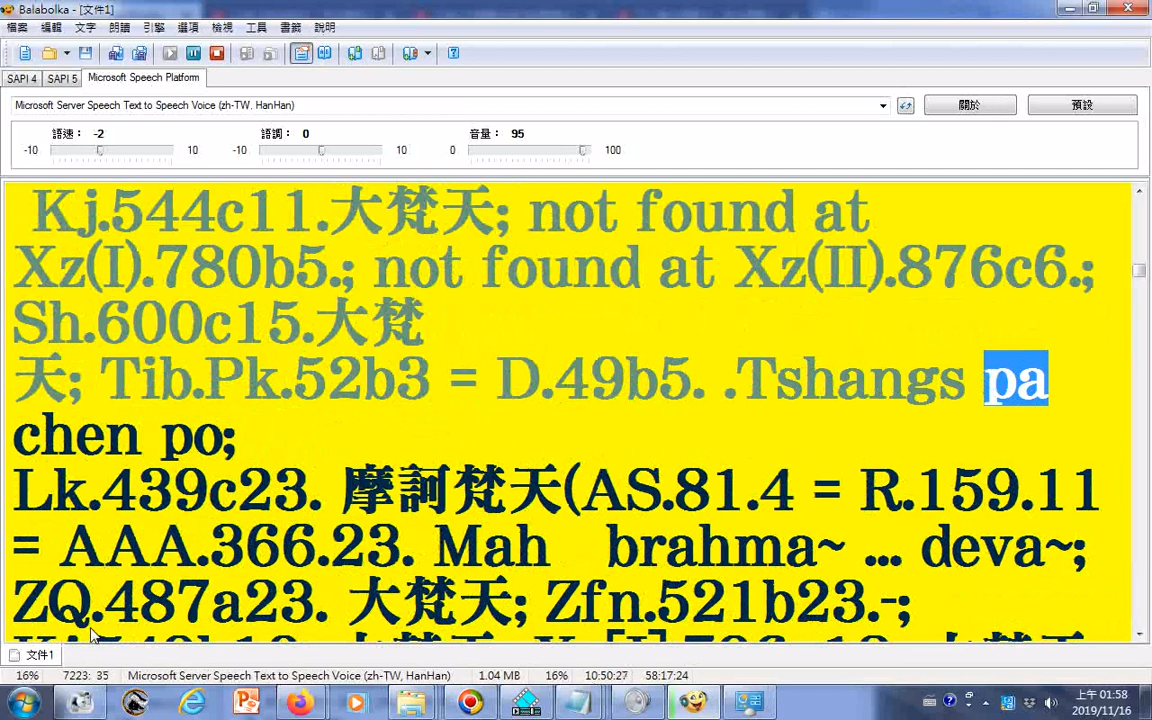 Balabolka - [文件1]
檔案 編輯 文字 朗讀 引擎 選項 檢視 工具 書籤 說明
SAPI 4 SAPI 5 Microsoft Speech Platform
Microsoft Server Speech Text to Speech Voice (zh-TW, HanHan) 關於 預設
語速： -2 語調： 0 音量： 95
-10 10 -10 10 0 100
Kj.544c11.大梵天; not found at
Xz(I).780b5.; not found at Xz(II).876c6.;
Sh.600c15.大梵
天; Tib.Pk.52b3 = D.49b5. .Tshangs pa
chen po;
Lk.439c23. 摩訶梵天(AS.81.4 = R.159.11
= AAA.366.23. Mah brahma~ ... deva~;
ZQ.487a23. 大梵天; Zfn.521b23.-;
文件1
16% 7223: 35 Microsoft Server Speech Text to Speech Voice (zh-TW, HanHan) 1.04 MB 16% 10:50:27 58:17:24
上午 01:58
2019/11/16